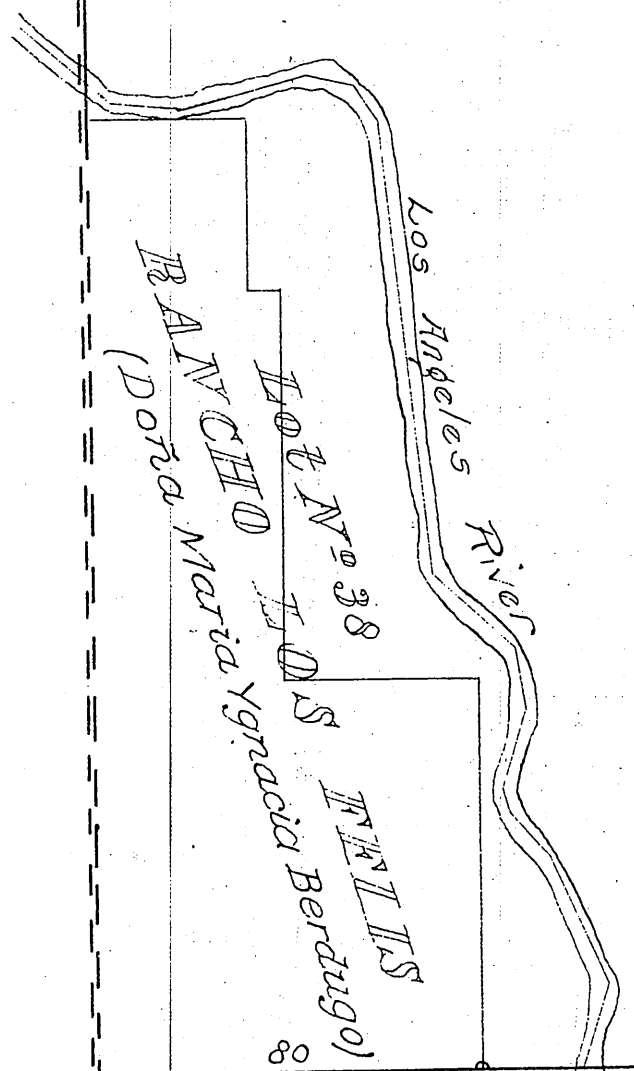 Los Angeles River
Lot Nº 38
RANCHO LOS FELIS
(Doña Maria Ygnacia Berdugo)
80